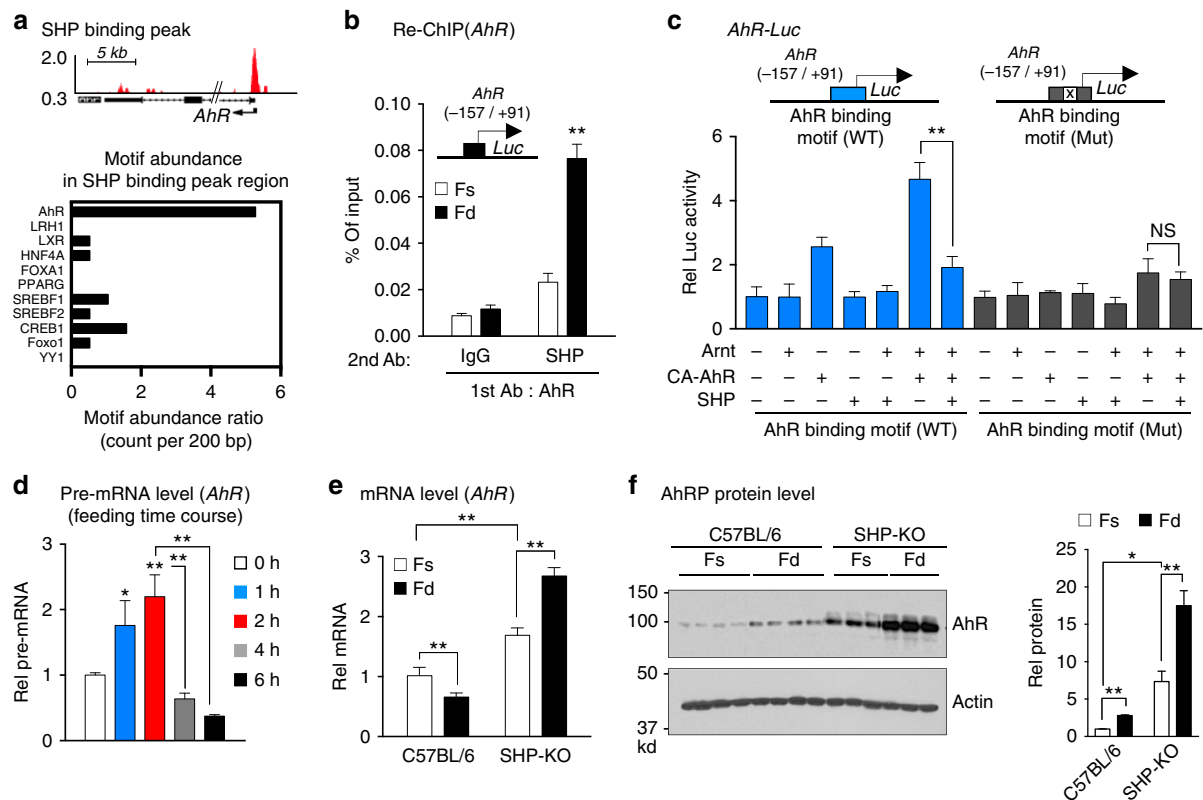 a
SHP binding peak
5 kb
2.0
0.3
AhR
Motif abundance
in SHP binding peak region
AhR
LRH1
LXR
HNF4A
FOXA1
PPARG
SREBF1
SREBF2
CREB1
Foxo1
YY1
0 2 4 6
Motif abundance ratio
(count per 200 bp)
b
Re-ChIP(AhR)
AhR
(–157 / +91)
Luc
**
Fs
Fd
% Of input
0.10
0.08
0.06
0.04
0.02
0.00
2nd Ab: IgG SHP
1st Ab : AhR
c
AhR-Luc
AhR
(–157 / +91)
Luc
AhR binding
motif (WT)
AhR
(–157 / +91)
X
Luc
AhR binding
motif (Mut)
Rel Luc activity
6
4
2
0
**
NS
Arnt – + – – + + + – + – – + + +
CA-AhR – – + – – + + – – + – – + +
SHP – – – + + – + – – – + + – +
AhR binding motif (WT) AhR binding motif (Mut)
d
Pre-mRNA level (AhR)
(feeding time course)
Rel pre-mRNA
3
2
1
0
*
**
**
**
0 h
1 h
2 h
4 h
6 h
e
mRNA level (AhR)
Rel mRNA
3
2
1
0
Fs
Fd
**
**
**
C57BL/6 SHP-KO
f
AhRP protein level
C57BL/6 SHP-KO
Fs Fd Fs Fd
150
100
AhR
50
37
kd
Actin
Fs Fd
Rel protein
25
20
15
10
5
0
*
**
**
C57BL/6
SHP-KO